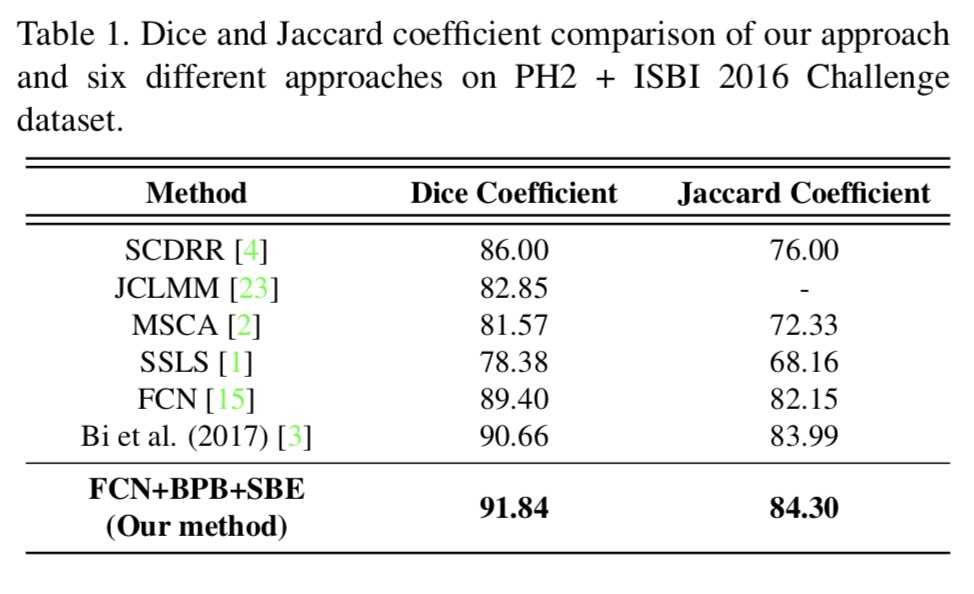 Table 1. Dice and Jaccard coefficient comparison of our approach
and six different approaches on PH2 + ISBI 2016 Challenge
dataset.
Method Dice Coefficient Jaccard Coefficient
SCDRR [4] 86.00 76.00
JCLMM [23] 82.85 -
MSCA [2] 81.57 72.33
SSLS [1] 78.38 68.16
FCN [15] 89.40 82.15
Bi et al. (2017) [3] 90.66 83.99
FCN+BPB+SBE
(Our method) 91.84 84.30